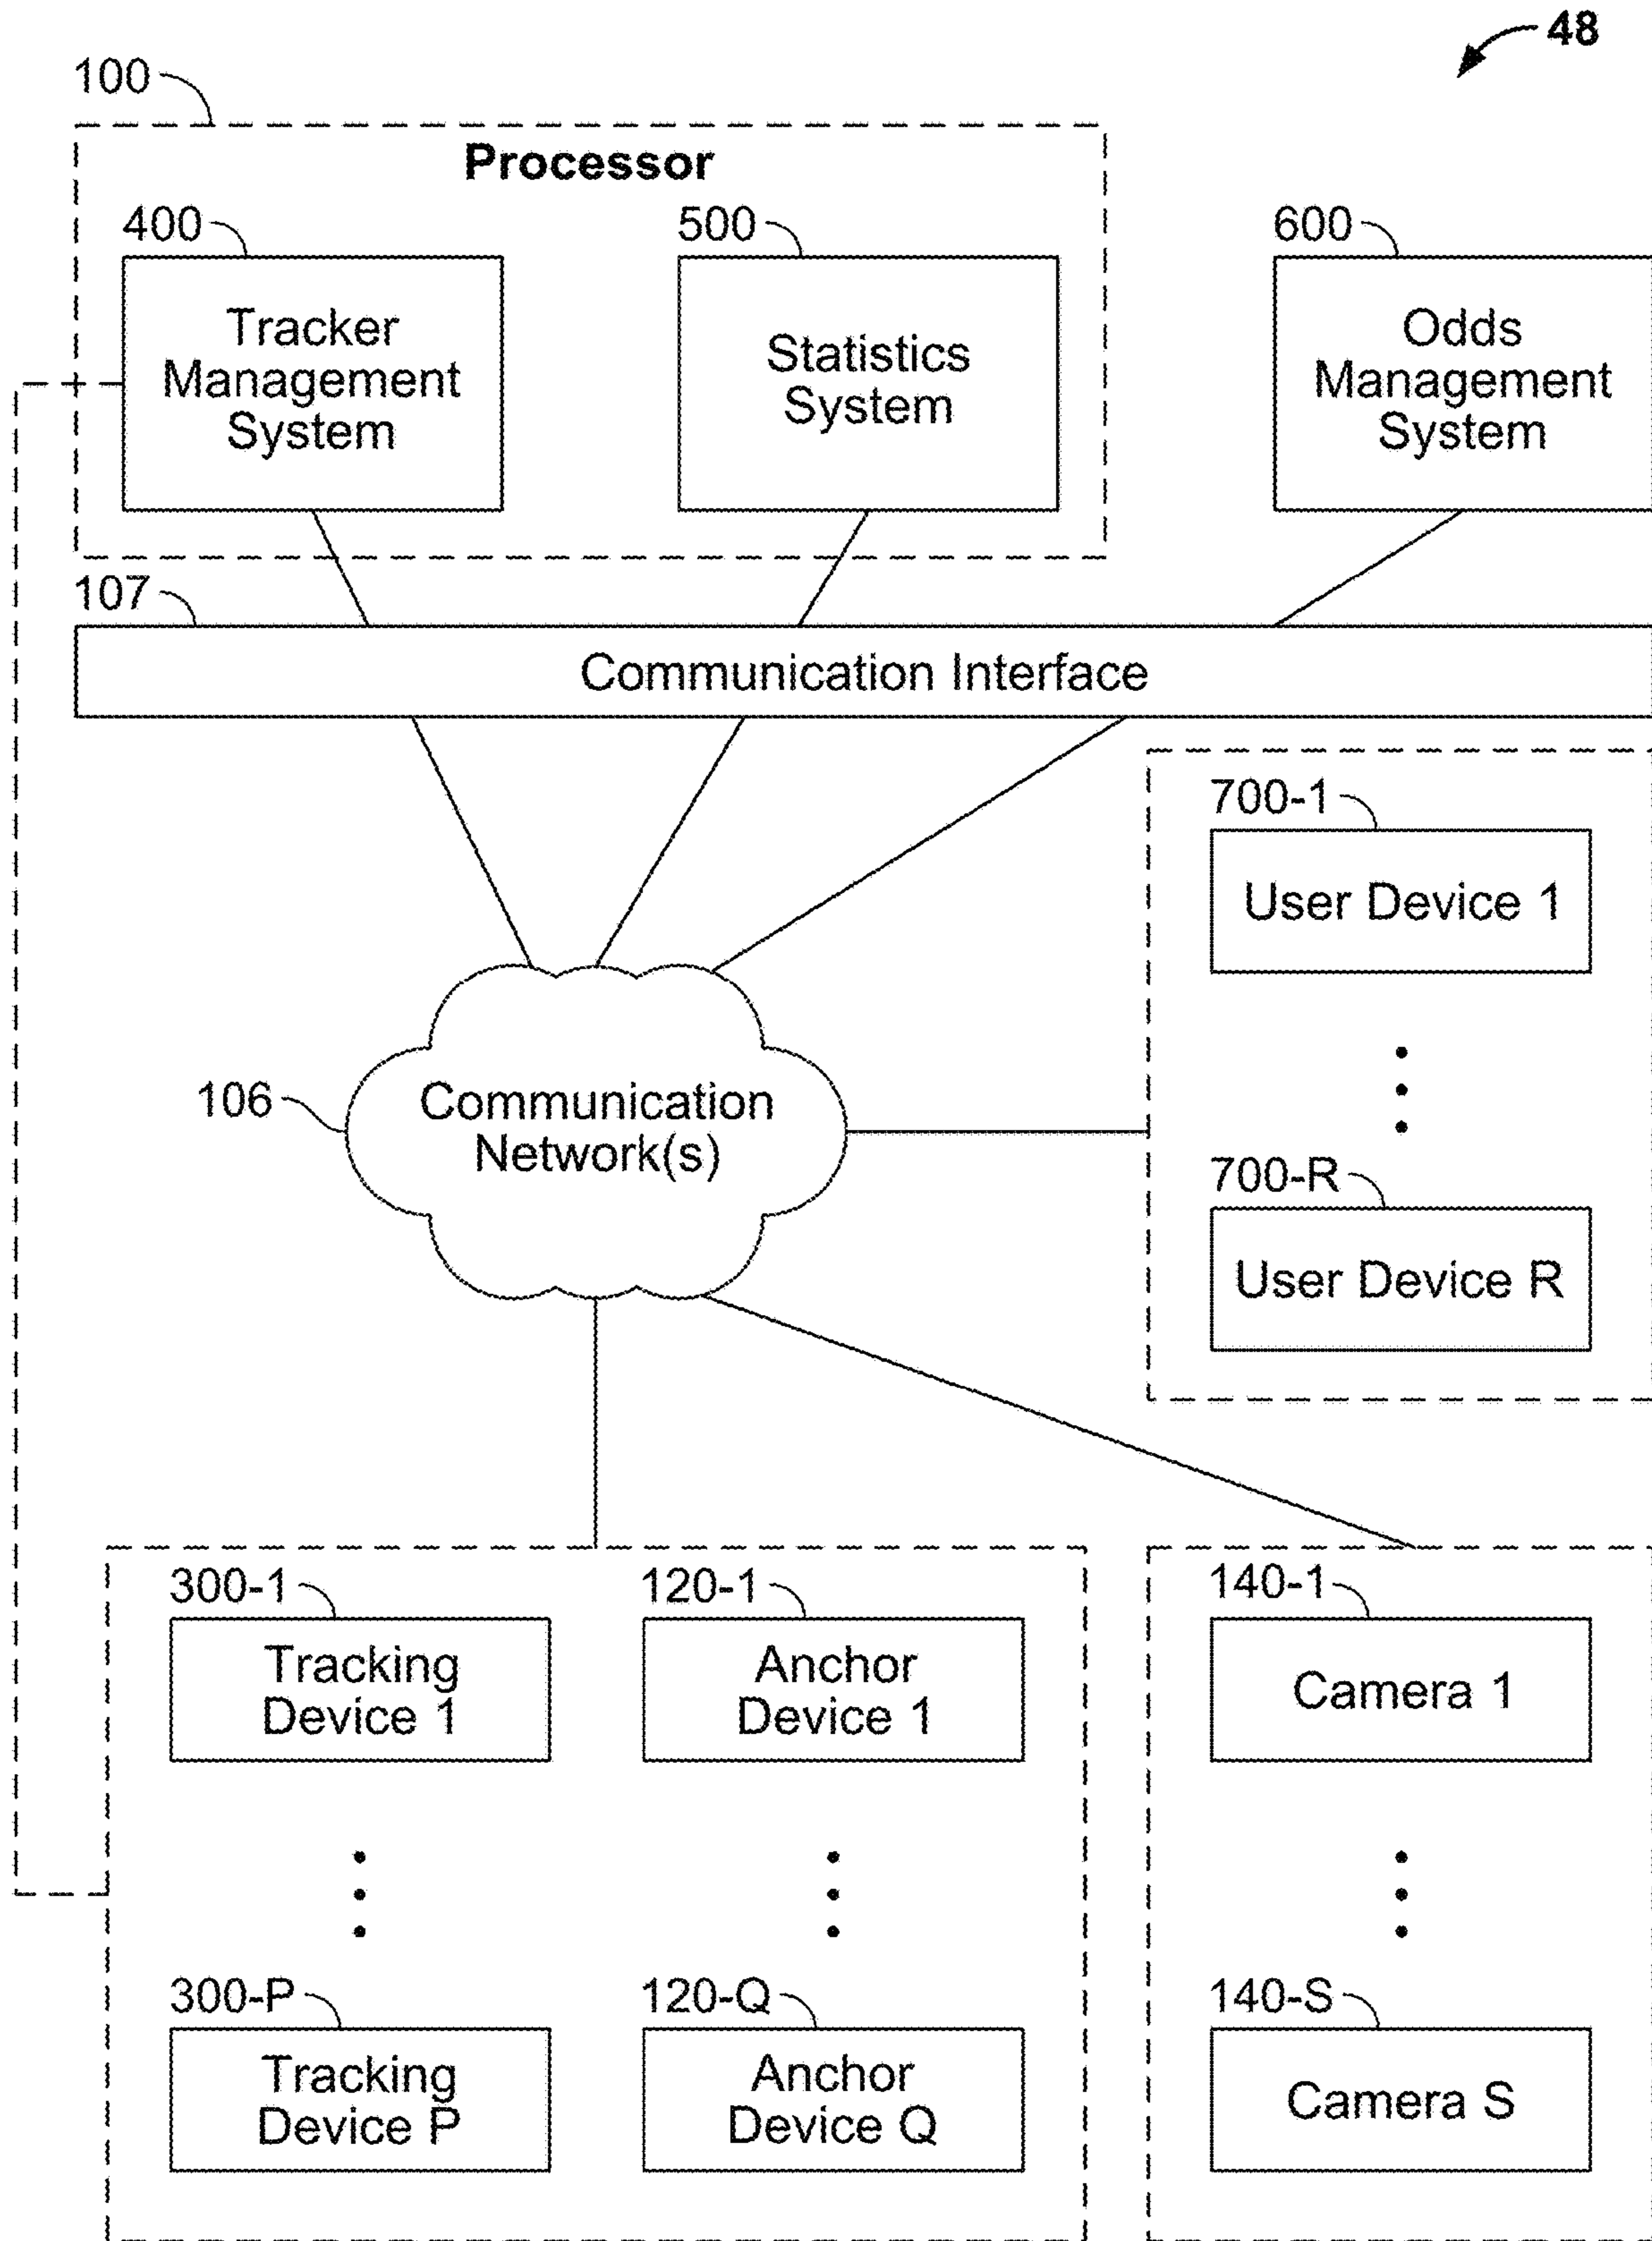 48
100
Processor
400
500
600
Tracker
Management
System
Statistics
System
Odds
Management
System
107
Communication Interface
700-1
User Device 1
106
Communication
Network(s)
700-R
User Device R
300-1
120-1
140-1
Tracking
Device 1
Anchor
Device 1
Camera 1
300-P
120-Q
140-S
Tracking
Device P
Anchor
Device Q
Camera S